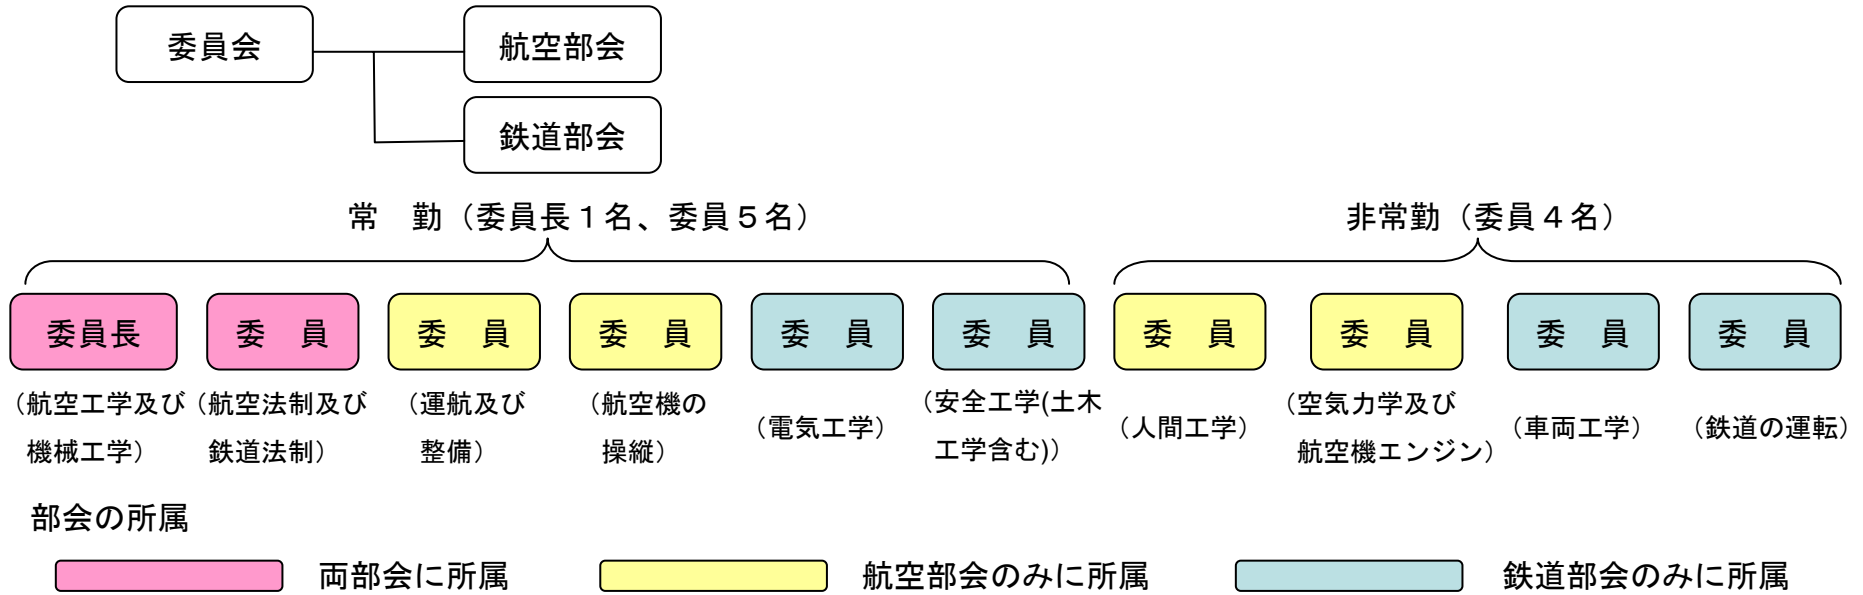 委員会
航空部会
鉄道部会
常　勤（委員長１名、委員５名）
非常勤（委員４名）
委員長
委　員
委　員
委　員
委　員
委　員
委　員
委　員
委　員
委　員
（航空工学及び
機械工学）
（航空法制及び
鉄道法制）
（運航及び
整備）
（航空機の
操縦）
（電気工学）
（安全工学(土木
工学含む)）
（人間工学）
（空気力学及び
航空機エンジン）
（車両工学）
（鉄道の運転）
部会の所属
両部会に所属
航空部会のみに所属
鉄道部会のみに所属